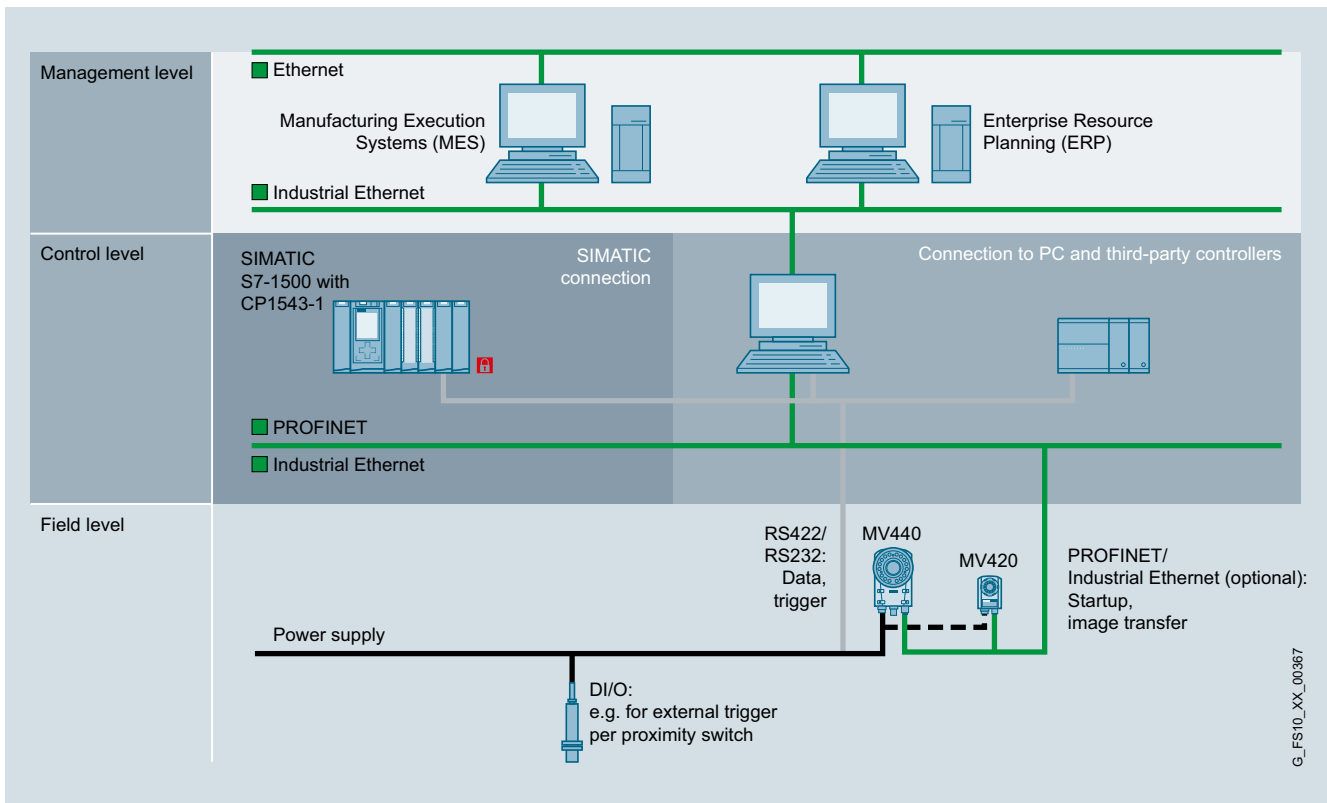 Management level
Ethernet
Manufacturing Execution
Systems (MES)
Enterprise Resource
Planning (ERP)
Industrial Ethernet
Control level
SIMATIC
S7-1500 with
CP1543-1
SIMATIC
connection
Connection to PC and third-party controllers
PROFINET
Industrial Ethernet
Field level
RS422/
RS232:
Data,
trigger
MV440
MV420
PROFINET/
Industrial Ethernet (optional):
Startup,
image transfer
Power supply
DI/O:
e.g. for external trigger
per proximity switch
G_FS10_XX_00367